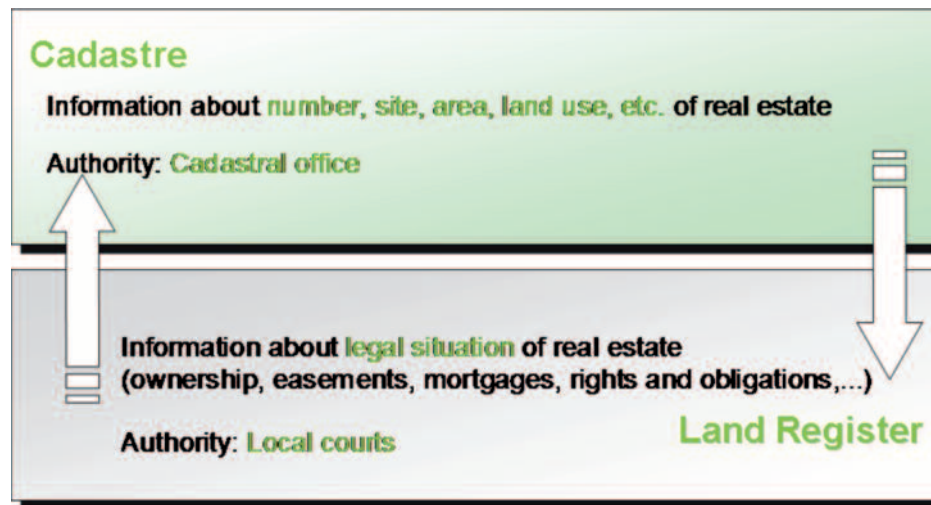 Cadastre
Information about number, site, area, land use, etc. of real estate
Authority: Cadastral office
Information about legal situation of real estate
(ownership, easements, mortgages, rights and obligations,...)
Authority: Local courts
Land Register